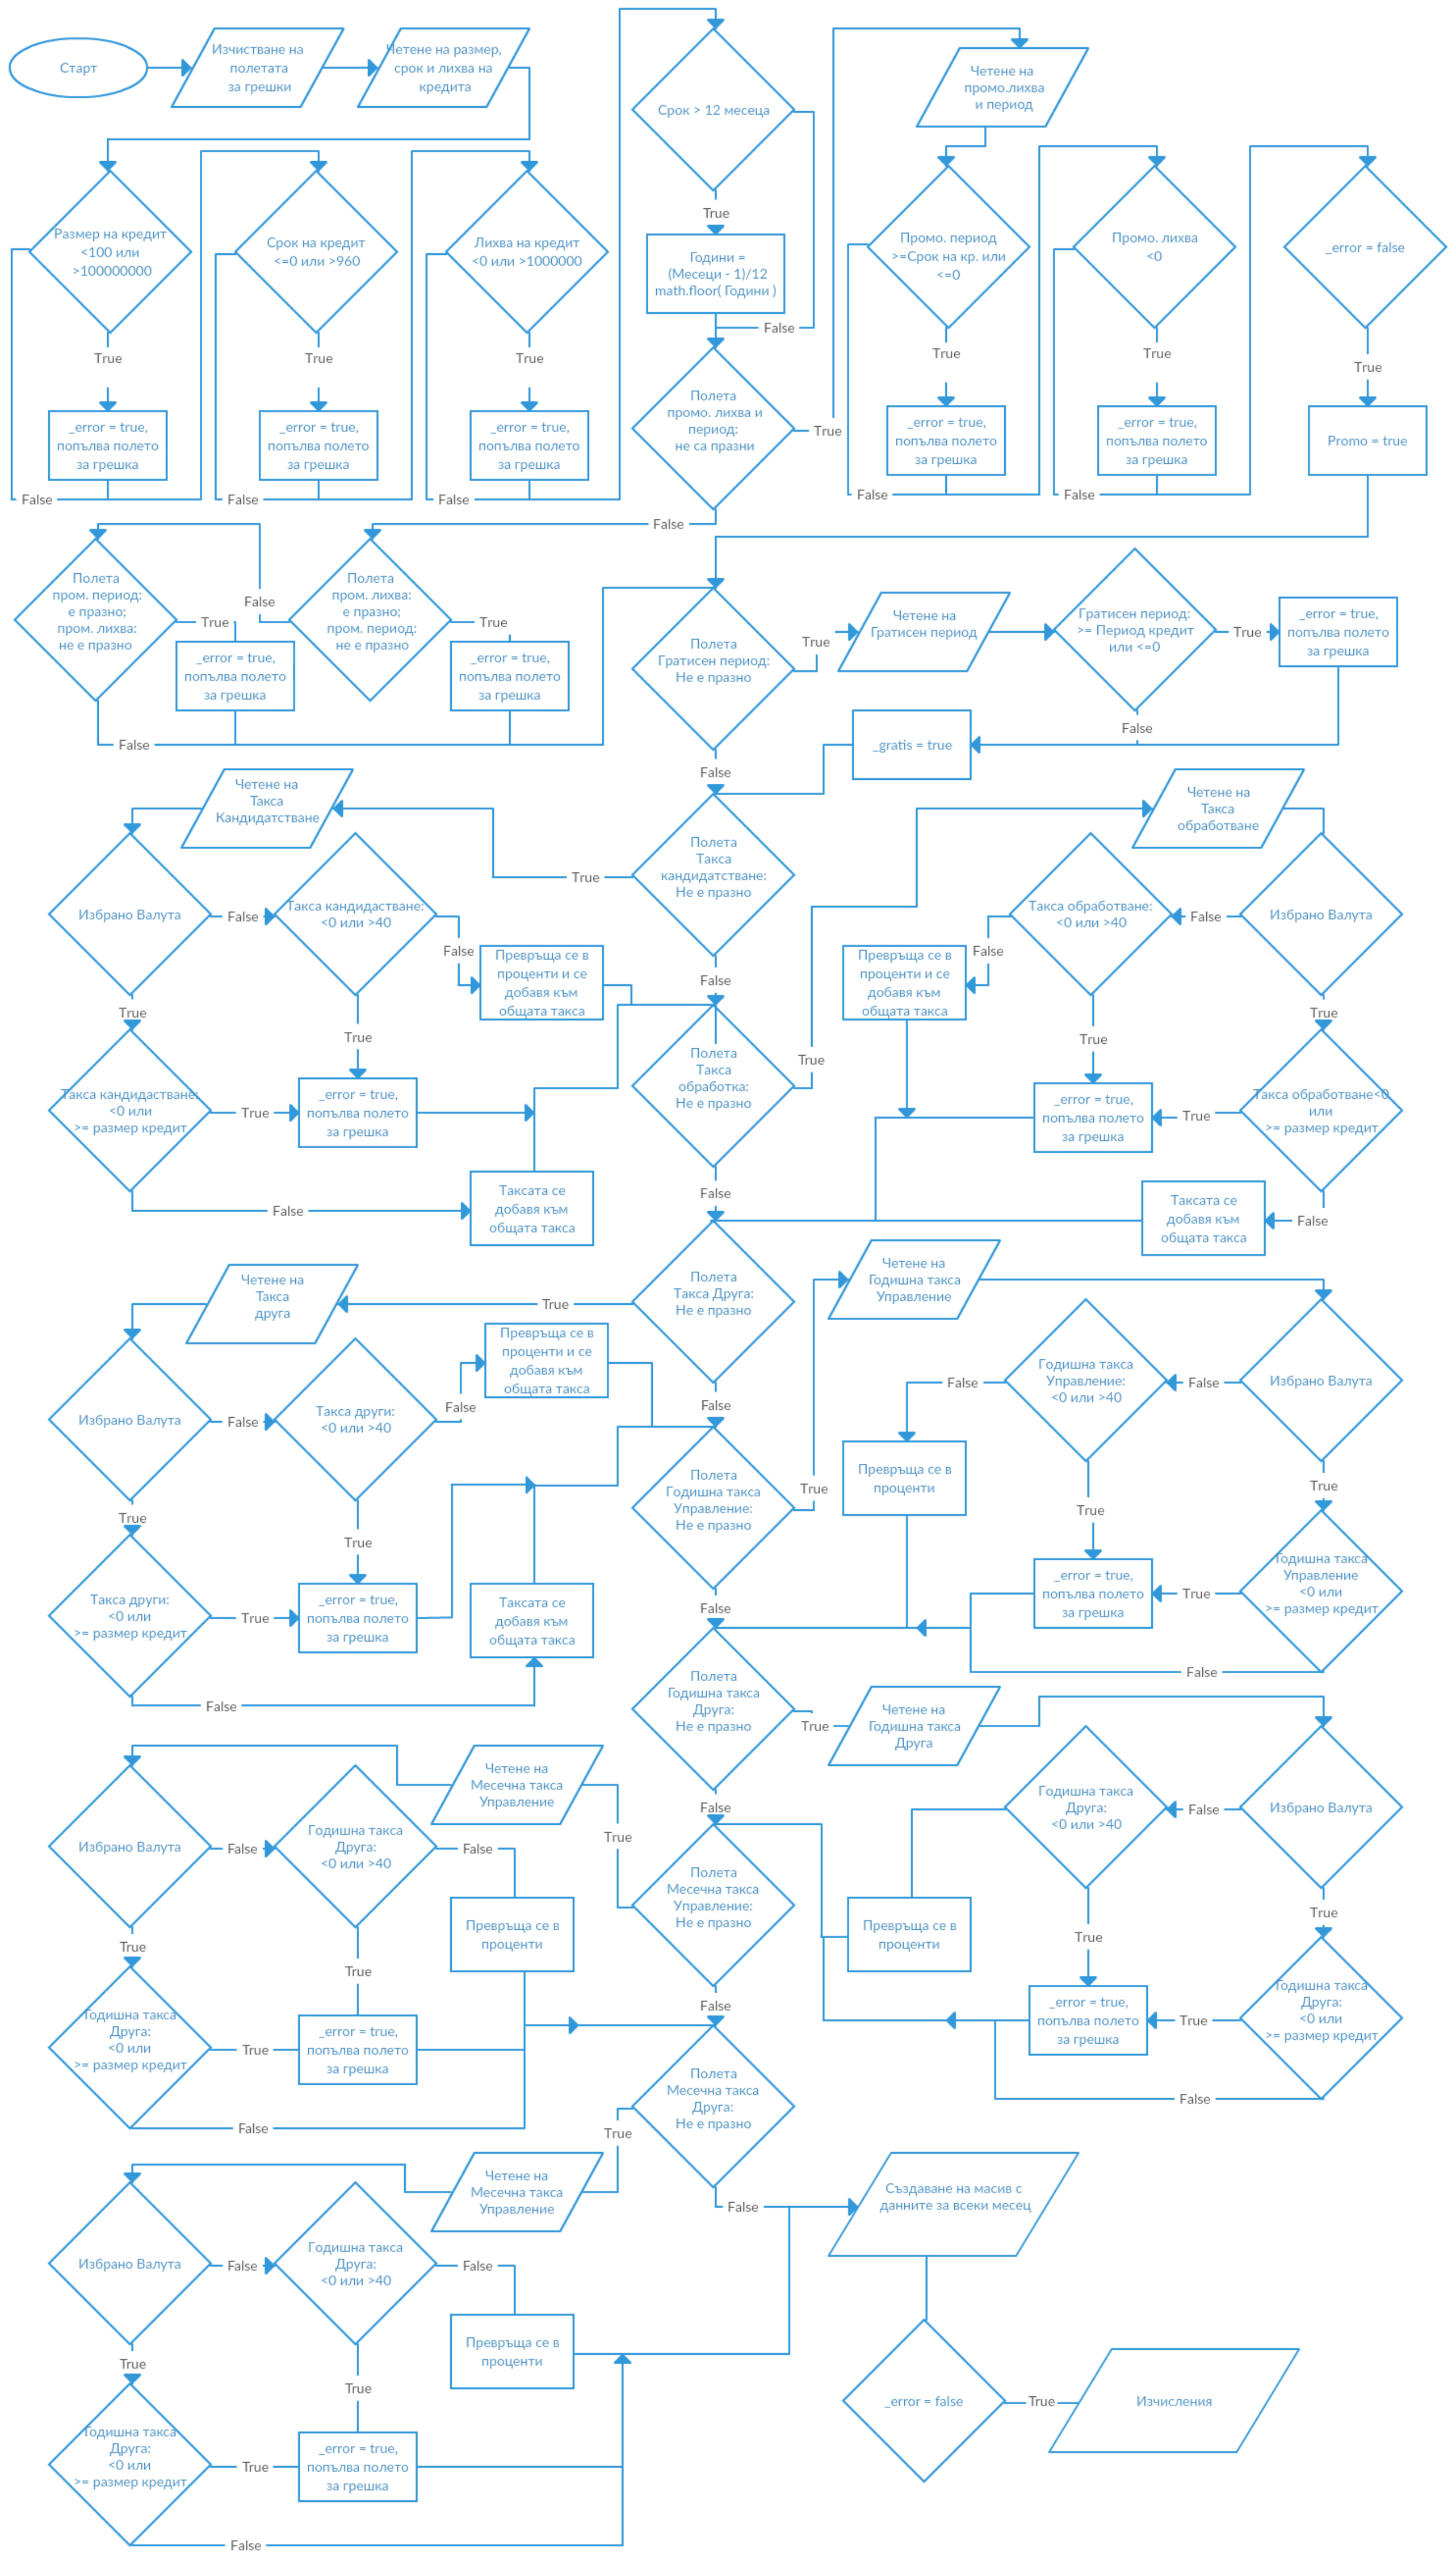 Старт
Изчистване на
полетата
за грешки
Четене на размер,
срок и лихва на
кредита
Размер на кредит
<100 или
>100000000
True
_error = true,
попълва полето
за грешка
False
Срок на кредит
<=0 или >960
True
_error = true,
попълва полето
за грешка
False
Лихва на кредит
<0 или >1000000
True
_error = true,
попълва полето
за грешка
False
Срок > 12 месеца
True
Години =
(Месеци - 1)/12
math.floor( Години )
False
Полета
промо. лихва и
период:
не са празни
True
False
Четене на
промо.лихва
и период
Промо. период
>=Срок на кр. или
<=0
True
_error = true,
попълва полето
за грешка
False
Промо. лихва
<0
True
_error = true,
попълва полето
за грешка
False
_error = false
True
Promo = true
Полета
пром. период:
е празно;
пром. лихва:
не е празно
True
_error = true,
попълва полето
за грешка
False
False
Полета
пром. лихва:
е празно;
пром. период:
не е празно
True
_error = true,
попълва полето
за грешка
Полета
Гратисен период:
Не е празно
True
Четене на
Гратисен период
Гратисен период:
>= Период кредит
или <=0
True
_error = true,
попълва полето
за грешка
False
_gratis = true
False
Полета
Такса
кандидатстване:
Не е празно
True
Четене на
Такса
Кандидатстване
Избрано Валута
False
Такса кандидастване:
<0 или >40
False
Превръща се в
проценти и се
добавя към
общата такса
True
True
Такса кандидастване:
<0 или
>= размер кредит
True
_error = true,
попълва полето
за грешка
False
Таксата се
добавя към
общата такса
False
Полета
Такса
обработка:
Не е празно
True
Четене на
Такса
обработване
Избрано Валута
False
Такса обработване:
<0 или >40
False
Превръща се в
проценти и се
добавя към
общата такса
True
True
Такса обработване<0
или
>= размер кредит
True
_error = true,
попълва полето
за грешка
False
Таксата се
добавя към
общата такса
False
Полета
Такса Друга:
Не е празно
True
Четене на
Такса
друга
Избрано Валута
False
Такса други:
<0 или >40
False
Превръща се в
проценти и се
добавя към
общата такса
True
True
Такса други:
<0 или
>= размер кредит
True
_error = true,
попълва полето
за грешка
Таксата се
добавя към
общата такса
False
False
Полета
Годишна такса
Управление:
Не е празно
True
Четене на
Годишна такса
Управление
Избрано Валута
False
Годишна такса
Управление:
<0 или >40
False
Превръща се в
проценти
True
True
Годишна такса
Управление
<0 или
>= размер кредит
True
_error = true,
попълва полето
за грешка
False
False
Полета
Годишна такса
Друга:
Не е празно
True
Четене на
Годишна такса
Друга
Избрано Валута
False
Годишна такса
Друга:
<0 или >40
Превръща се в
проценти
True
True
Годишна такса
Друга:
<0 или
>= размер кредит
True
_error = true,
попълва полето
за грешка
False
False
Полета
Месечна такса
Управление:
Не е празно
True
Четене на
Месечна такса
Управление
Избрано Валута
False
Годишна такса
Друга:
<0 или >40
False
Превръща се в
проценти
True
True
Годишна такса
Друга:
<0 или
>= размер кредит
True
_error = true,
попълва полето
за грешка
False
False
Полета
Месечна такса
Друга:
Не е празно
True
Четене на
Месечна такса
Управление
Избрано Валута
False
Годишна такса
Друга:
<0 или >40
False
Превръща се в
проценти
True
True
Годишна такса
Друга:
<0 или
>= размер кредит
True
_error = true,
попълва полето
за грешка
False
False
Създаване на масив с
данните за всеки месец
_error = false
True
Изчисления